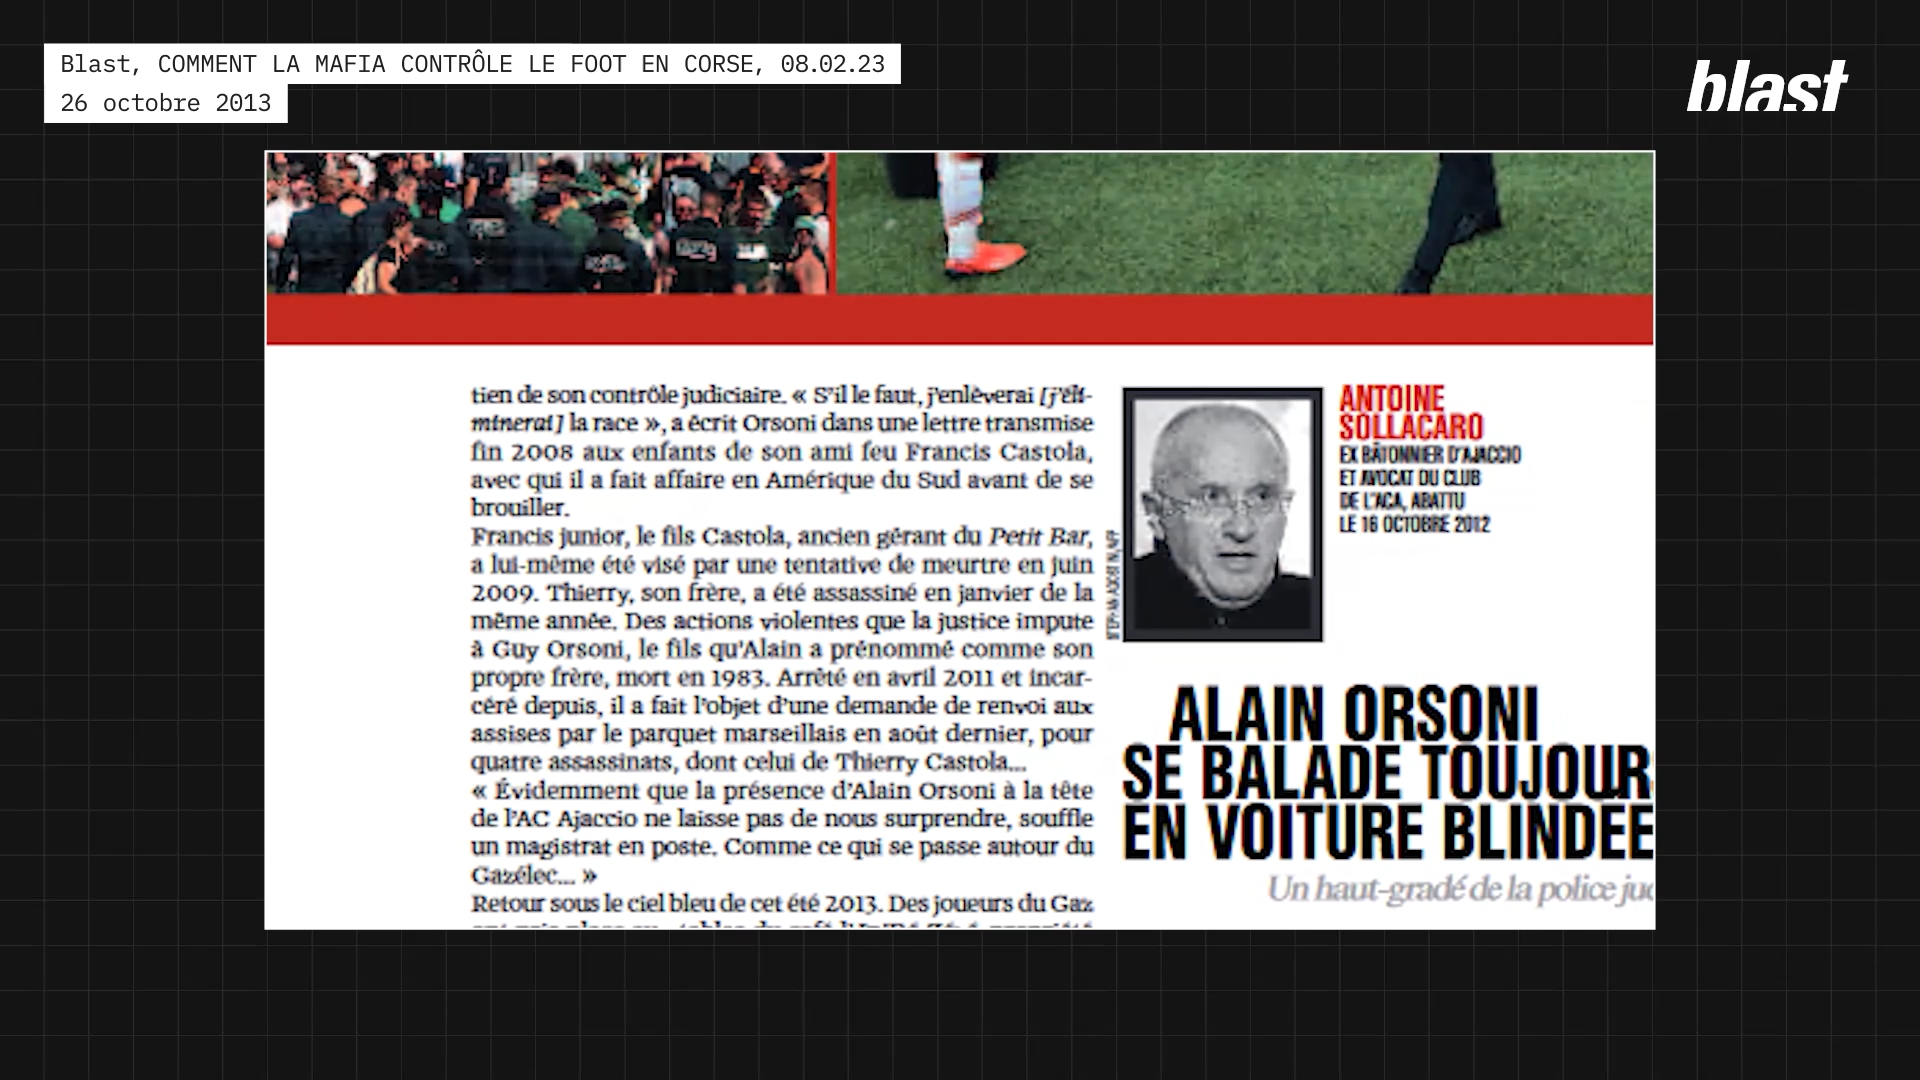 Blast, COMMENT LA MAFIA CONTRÔLE LE FOOT EN CORSE, 08.02.23
26 octobre 2013
blast
tien de son contrôle judiciaire. « S'il le faut, j'enlèverai [j'éli-
minerai] la race », a écrit Orsoni dans une lettre transmise
fin 2008 aux enfants de son ami feu Francis Castola,
avec qui il a fait affaire en Amérique du Sud avant de se
brouiller.
Francis junior, le fils Castola, ancien gérant du Petit Bar,
a lui-même été visé par une tentative de meurtre en juin
2009. Thierry, son frère, a été assassiné en janvier de la
même année. Des actions violentes que la justice impute
à Guy Orsoni, le fils qu'Alain a prénommé comme son
propre frère, mort en 1983. Arrêté en avril 2011 et incar-
céré depuis, il a fait l'objet d'une demande de renvoi aux
assises par le parquet marseillais en août dernier, pour
quatre assassinats, dont celui de Thierry Castola...
« Évidemment que la présence d'Alain Orsoni à la tête
de l'AC Ajaccio ne laisse pas de nous surprendre, souffle
un magistrat en poste. Comme ce qui se passe autour du
Gazélec... »
Retour sous le ciel bleu de cet été 2013. Des joueurs du Gaz
ANTOINE
SOLLACARO
EX BÂTONNIER D'AJACCIO
ET AVOCAT DU CLUB
DE L'ACA, ABATTU
LE 16 OCTOBRE 2012
ALAIN ORSONI
SE BALADE TOUJOUR
EN VOITURE BLINDÉE
Un haut-gradé de la police juc